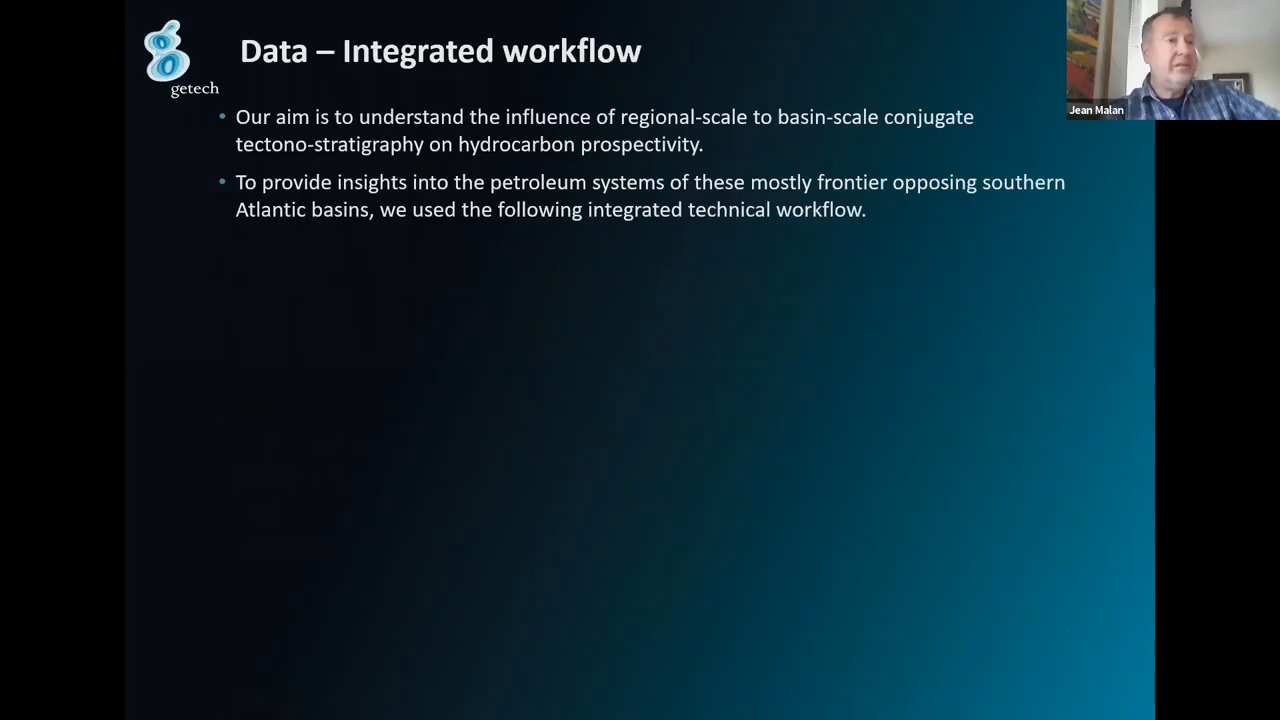 getech
Data – Integrated workflow
• Our aim is to understand the influence of regional-scale to basin-scale conjugate
tectono-stratigraphy on hydrocarbon prospectivity.
• To provide insights into the petroleum systems of these mostly frontier opposing southern
Atlantic basins, we used the following integrated technical workflow.
Jean Malan